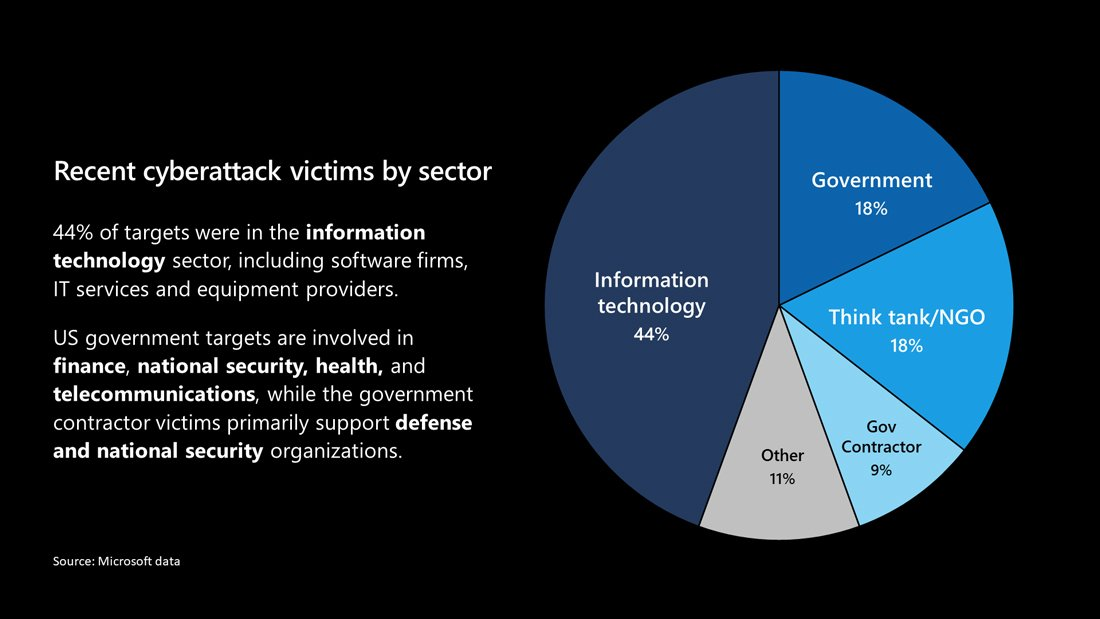 Recent cyberattack victims by sector
44% of targets were in the information
technology sector, including software firms,
IT services and equipment providers.
US government targets are involved in
finance, national security, health, and
telecommunications, while the government
contractor victims primarily support defense
and national security organizations.
Source: Microsoft data
Government
18%
Information
technology
44%
Think tank/NGO
18%
Gov
Contractor
9%
Other
11%